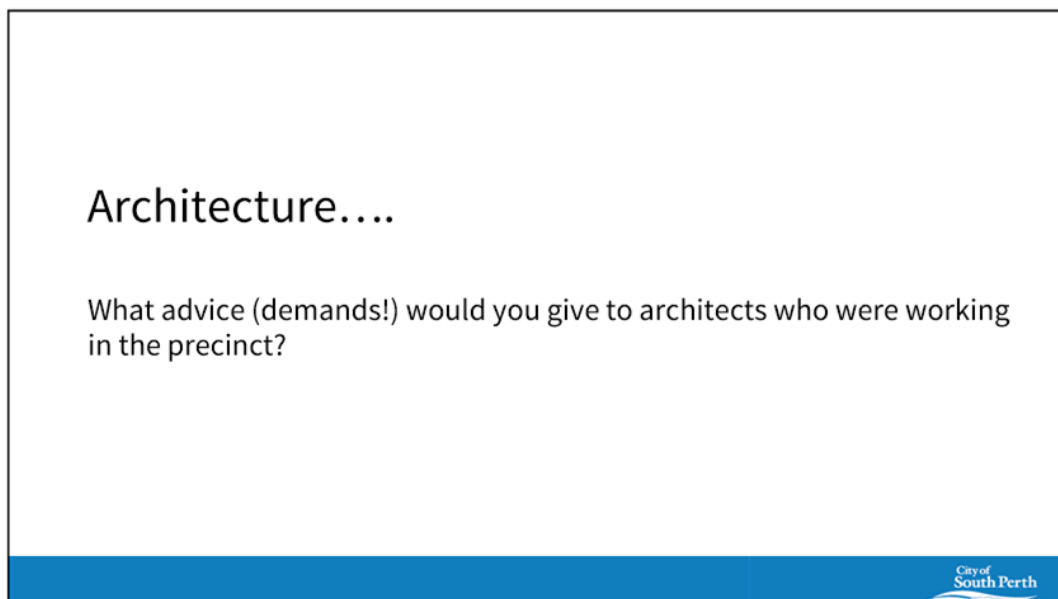 Architecture....
What advice (demands!) would you give to architects who were working
in the precinct?
City of
South Perth